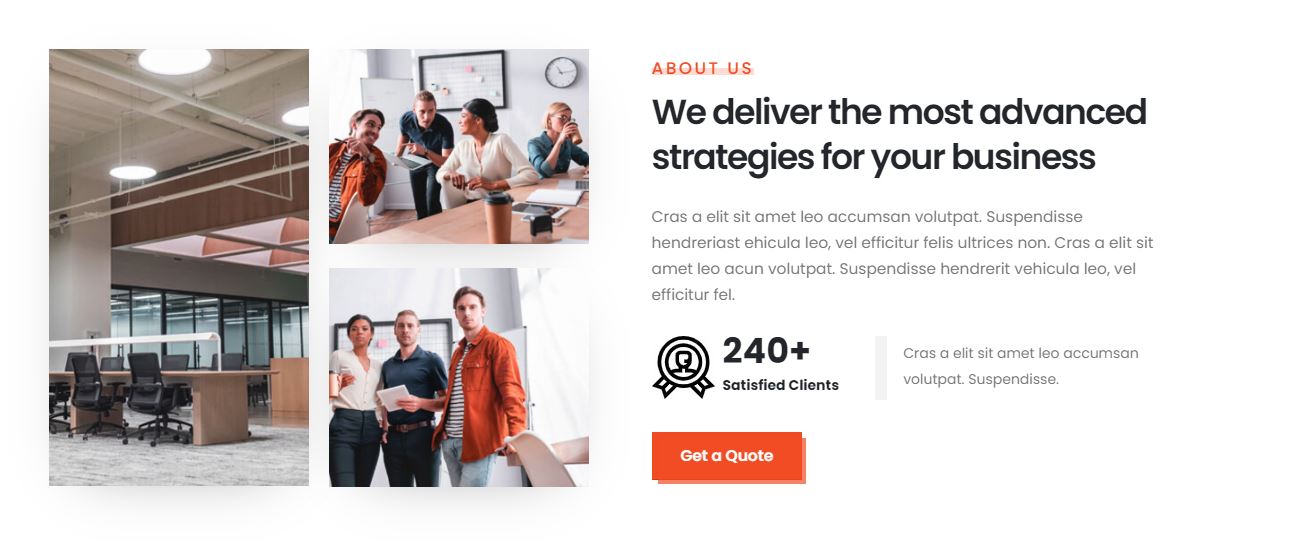 ABOUT US
We deliver the most advanced
strategies for your business
Cras a elit sit amet leo accumsan volutpat. Suspendisse
hendreriast ehicula leo, vel efficitur felis ultrices non. Cras a elit sit
amet leo acun volutpat. Suspendisse hendrerit vehicula leo, vel
efficitur fel.
240+
Satisfied Clients
Cras a elit sit amet leo accumsan
volutpat. Suspendisse.
Get a Quote